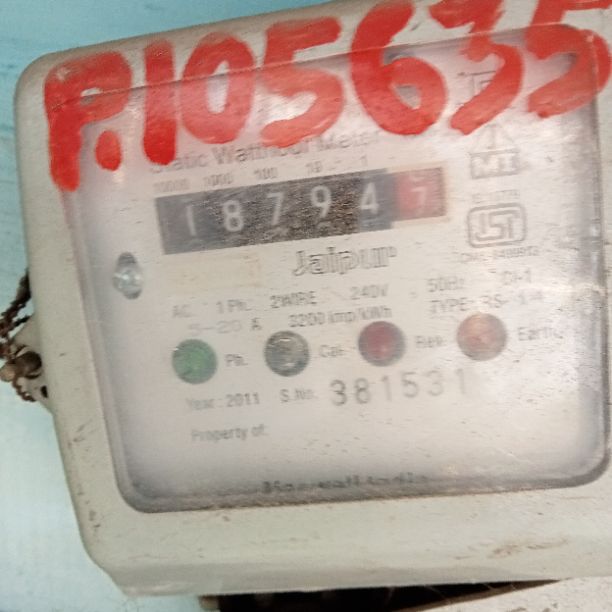 P.105635
Static Watthour Meter
10000 1000 100 10 1
1 8 7 9 4 7
Jaipur
AC 1 Ph. 2WIRE 240V 50Hz Cl-1
5-20 A 3200 imp/kWh TYPE: RS-
Ph. Cal. Rev. Earth
Year: 2011 S.No. 381531
Property of: